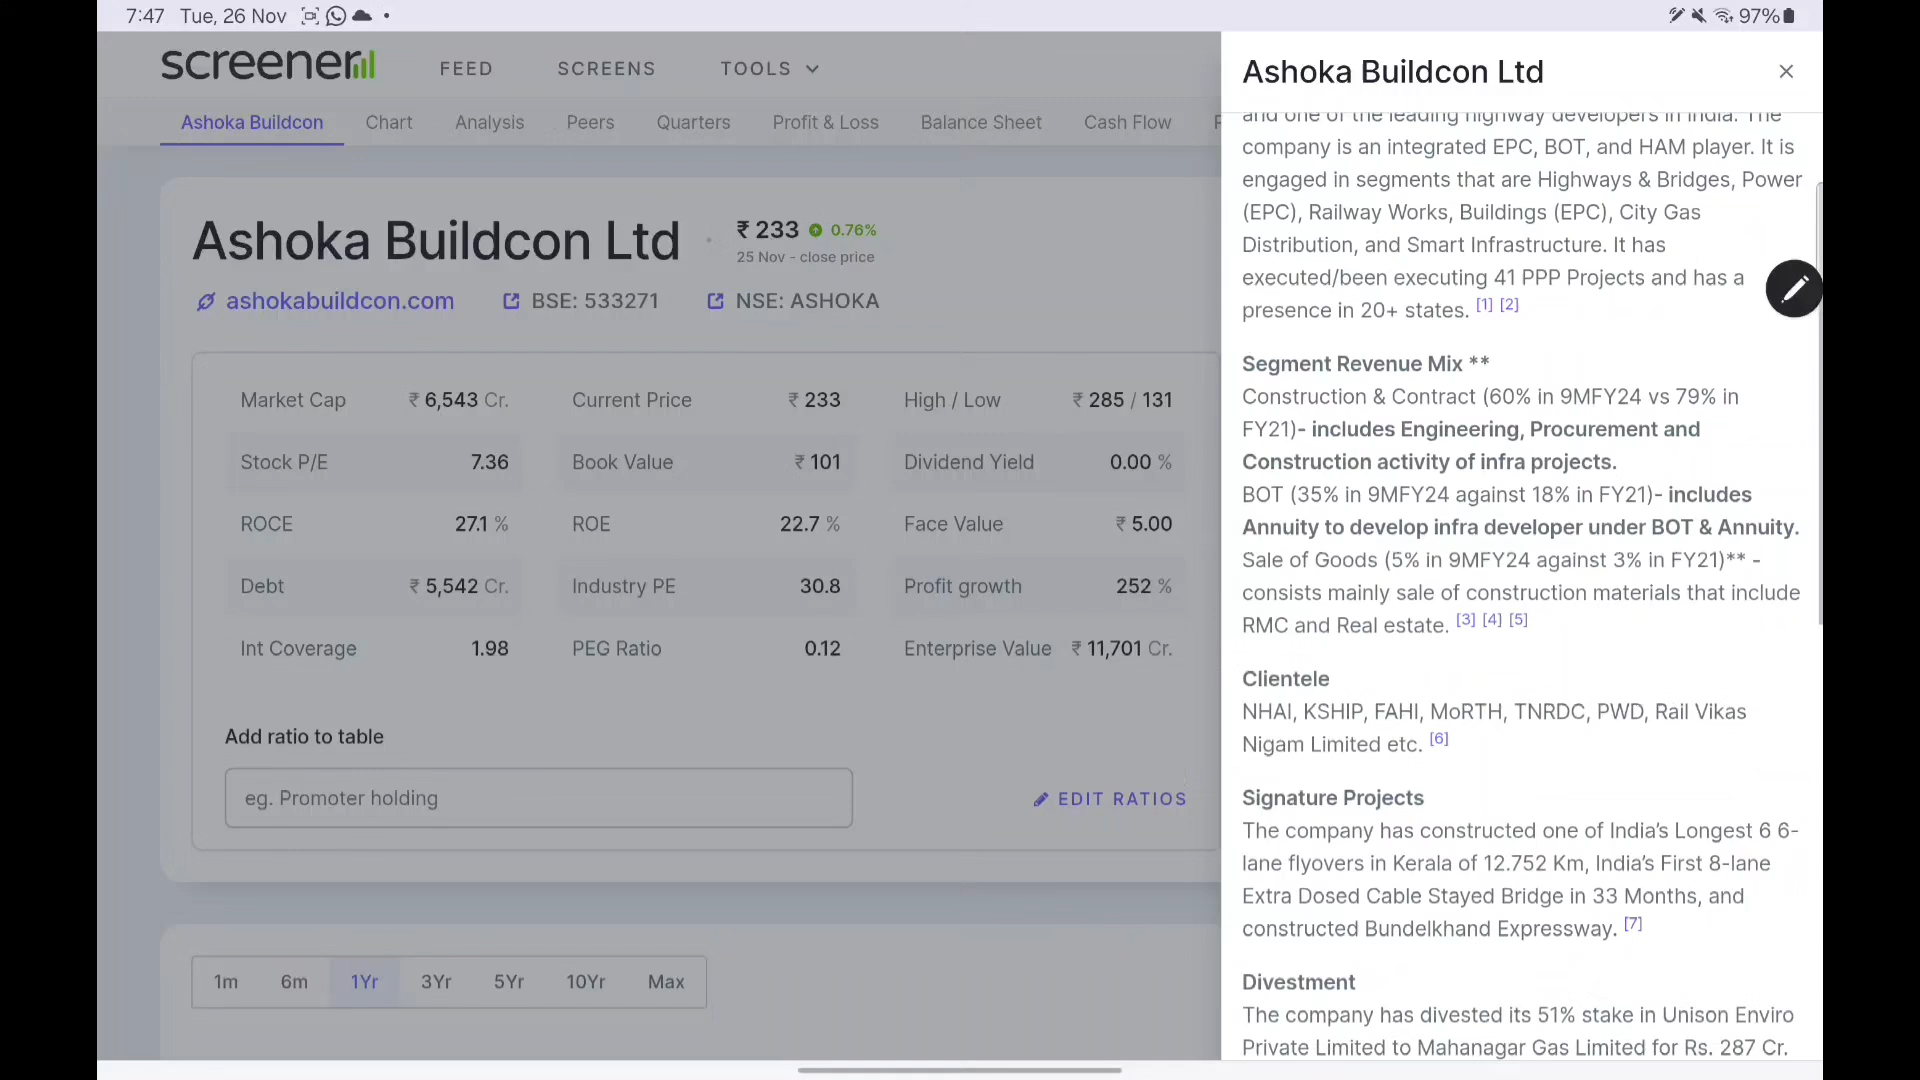 7:47 Tue, 26 Nov
97%
screener
FEED
SCREENS
TOOLS
Ashoka Buildcon
Chart
Analysis
Peers
Quarters
Profit & Loss
Balance Sheet
Cash Flow
Ashoka Buildcon Ltd
₹ 233 0.76%
25 Nov - close price
ashokabuildcon.com
BSE: 533271
NSE: ASHOKA
Market Cap ₹ 6,543 Cr.
Current Price ₹ 233
High / Low ₹ 285 / 131
Stock P/E 7.36
Book Value ₹ 101
Dividend Yield 0.00 %
ROCE 27.1 %
ROE 22.7 %
Face Value ₹ 5.00
Debt ₹ 5,542 Cr.
Industry PE 30.8
Profit growth 252 %
Int Coverage 1.98
PEG Ratio 0.12
Enterprise Value ₹ 11,701 Cr.
Add ratio to table
eg. Promoter holding
EDIT RATIOS
1m
6m
1Yr
3Yr
5Yr
10Yr
Max
Ashoka Buildcon Ltd
and one of the leading highway developers in India. The
company is an integrated EPC, BOT, and HAM player. It is
engaged in segments that are Highways & Bridges, Power
(EPC), Railway Works, Buildings (EPC), City Gas
Distribution, and Smart Infrastructure. It has
executed/been executing 41 PPP Projects and has a
presence in 20+ states. [1] [2]
Segment Revenue Mix **
Construction & Contract (60% in 9MFY24 vs 79% in
FY21)- includes Engineering, Procurement and
Construction activity of infra projects.
BOT (35% in 9MFY24 against 18% in FY21)- includes
Annuity to develop infra developer under BOT & Annuity.
Sale of Goods (5% in 9MFY24 against 3% in FY21)** -
consists mainly sale of construction materials that include
RMC and Real estate. [3] [4] [5]
Clientele
NHAI, KSHIP, FAHI, MoRTH, TNRDC, PWD, Rail Vikas
Nigam Limited etc. [6]
Signature Projects
The company has constructed one of India's Longest 6 6-
lane flyovers in Kerala of 12.752 Km, India's First 8-lane
Extra Dosed Cable Stayed Bridge in 33 Months, and
constructed Bundelkhand Expressway. [7]
Divestment
The company has divested its 51% stake in Unison Enviro
Private Limited to Mahanagar Gas Limited for Rs. 287 Cr.